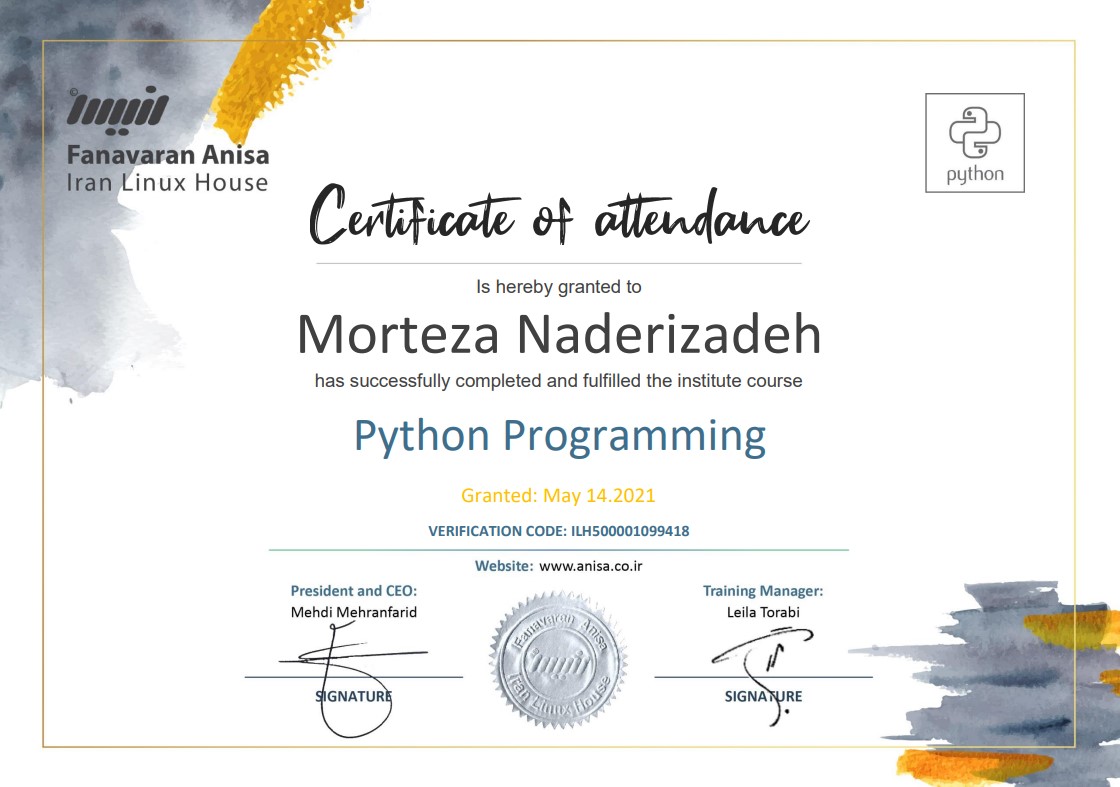 ©
انیسا
Fanavaran Anisa
Iran Linux House
python
Certificate of attendance
Is hereby granted to
Morteza Naderizadeh
has successfully completed and fulfilled the institute course
Python Programming
Granted: May 14.2021
VERIFICATION CODE: ILH500001099418
Website: www.anisa.co.ir
President and CEO:
Mehdi Mehranfarid
SIGNATURE
Fanavaran Anisa
انیسا
Iran Linux House
Training Manager:
Leila Torabi
SIGNATURE